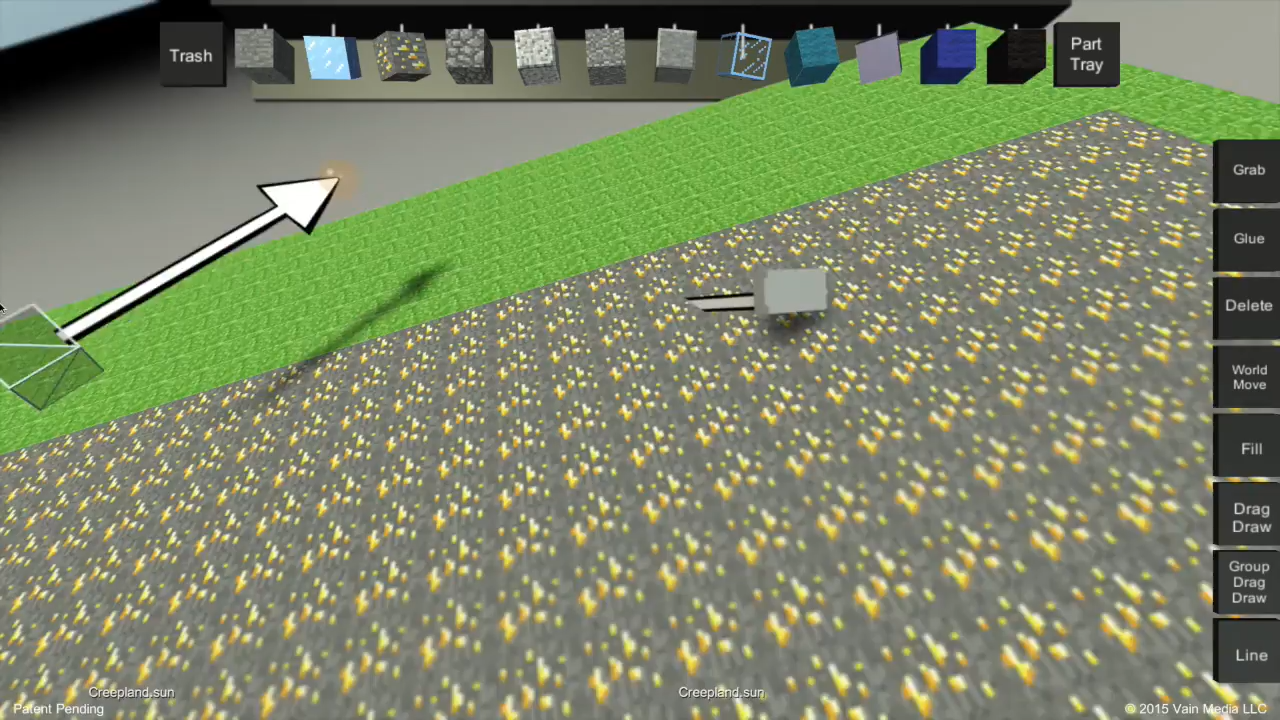 Trash
Part
Tray
Grab
Glue
Delete
World
Move
Fill
Drag
Draw
Group
Drag
Draw
Line
Creepland.sun
Creepland.sun
Patent Pending
© 2015 Vain Media LLC